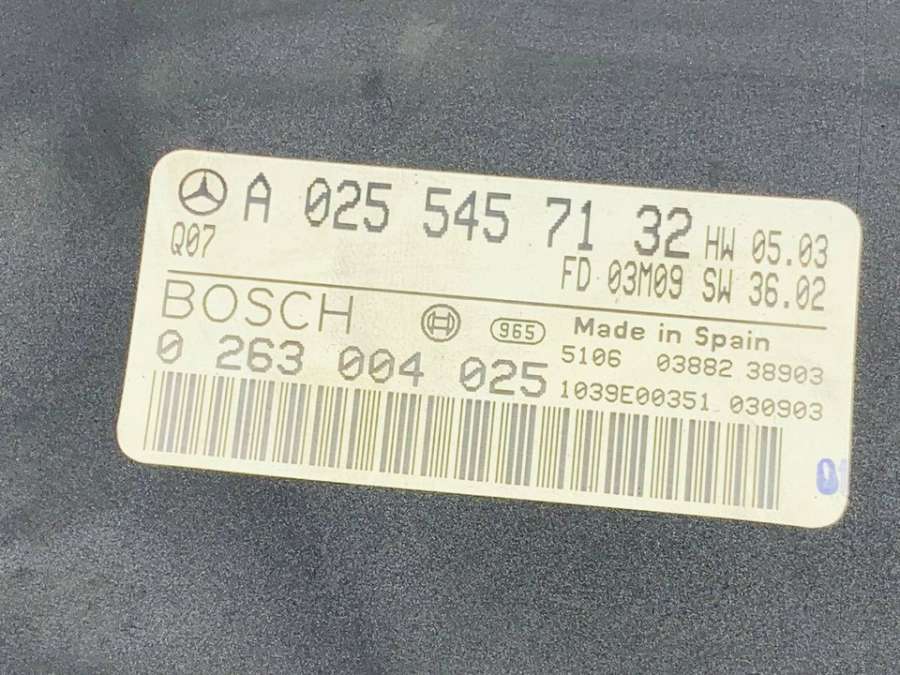 A 025 545 71 32 HW 05.03
Q07 FD 03M09 SW 36.02
BOSCH 965 Made in Spain
0 263 004 025 5106 03882 38903
1039E00351 030903